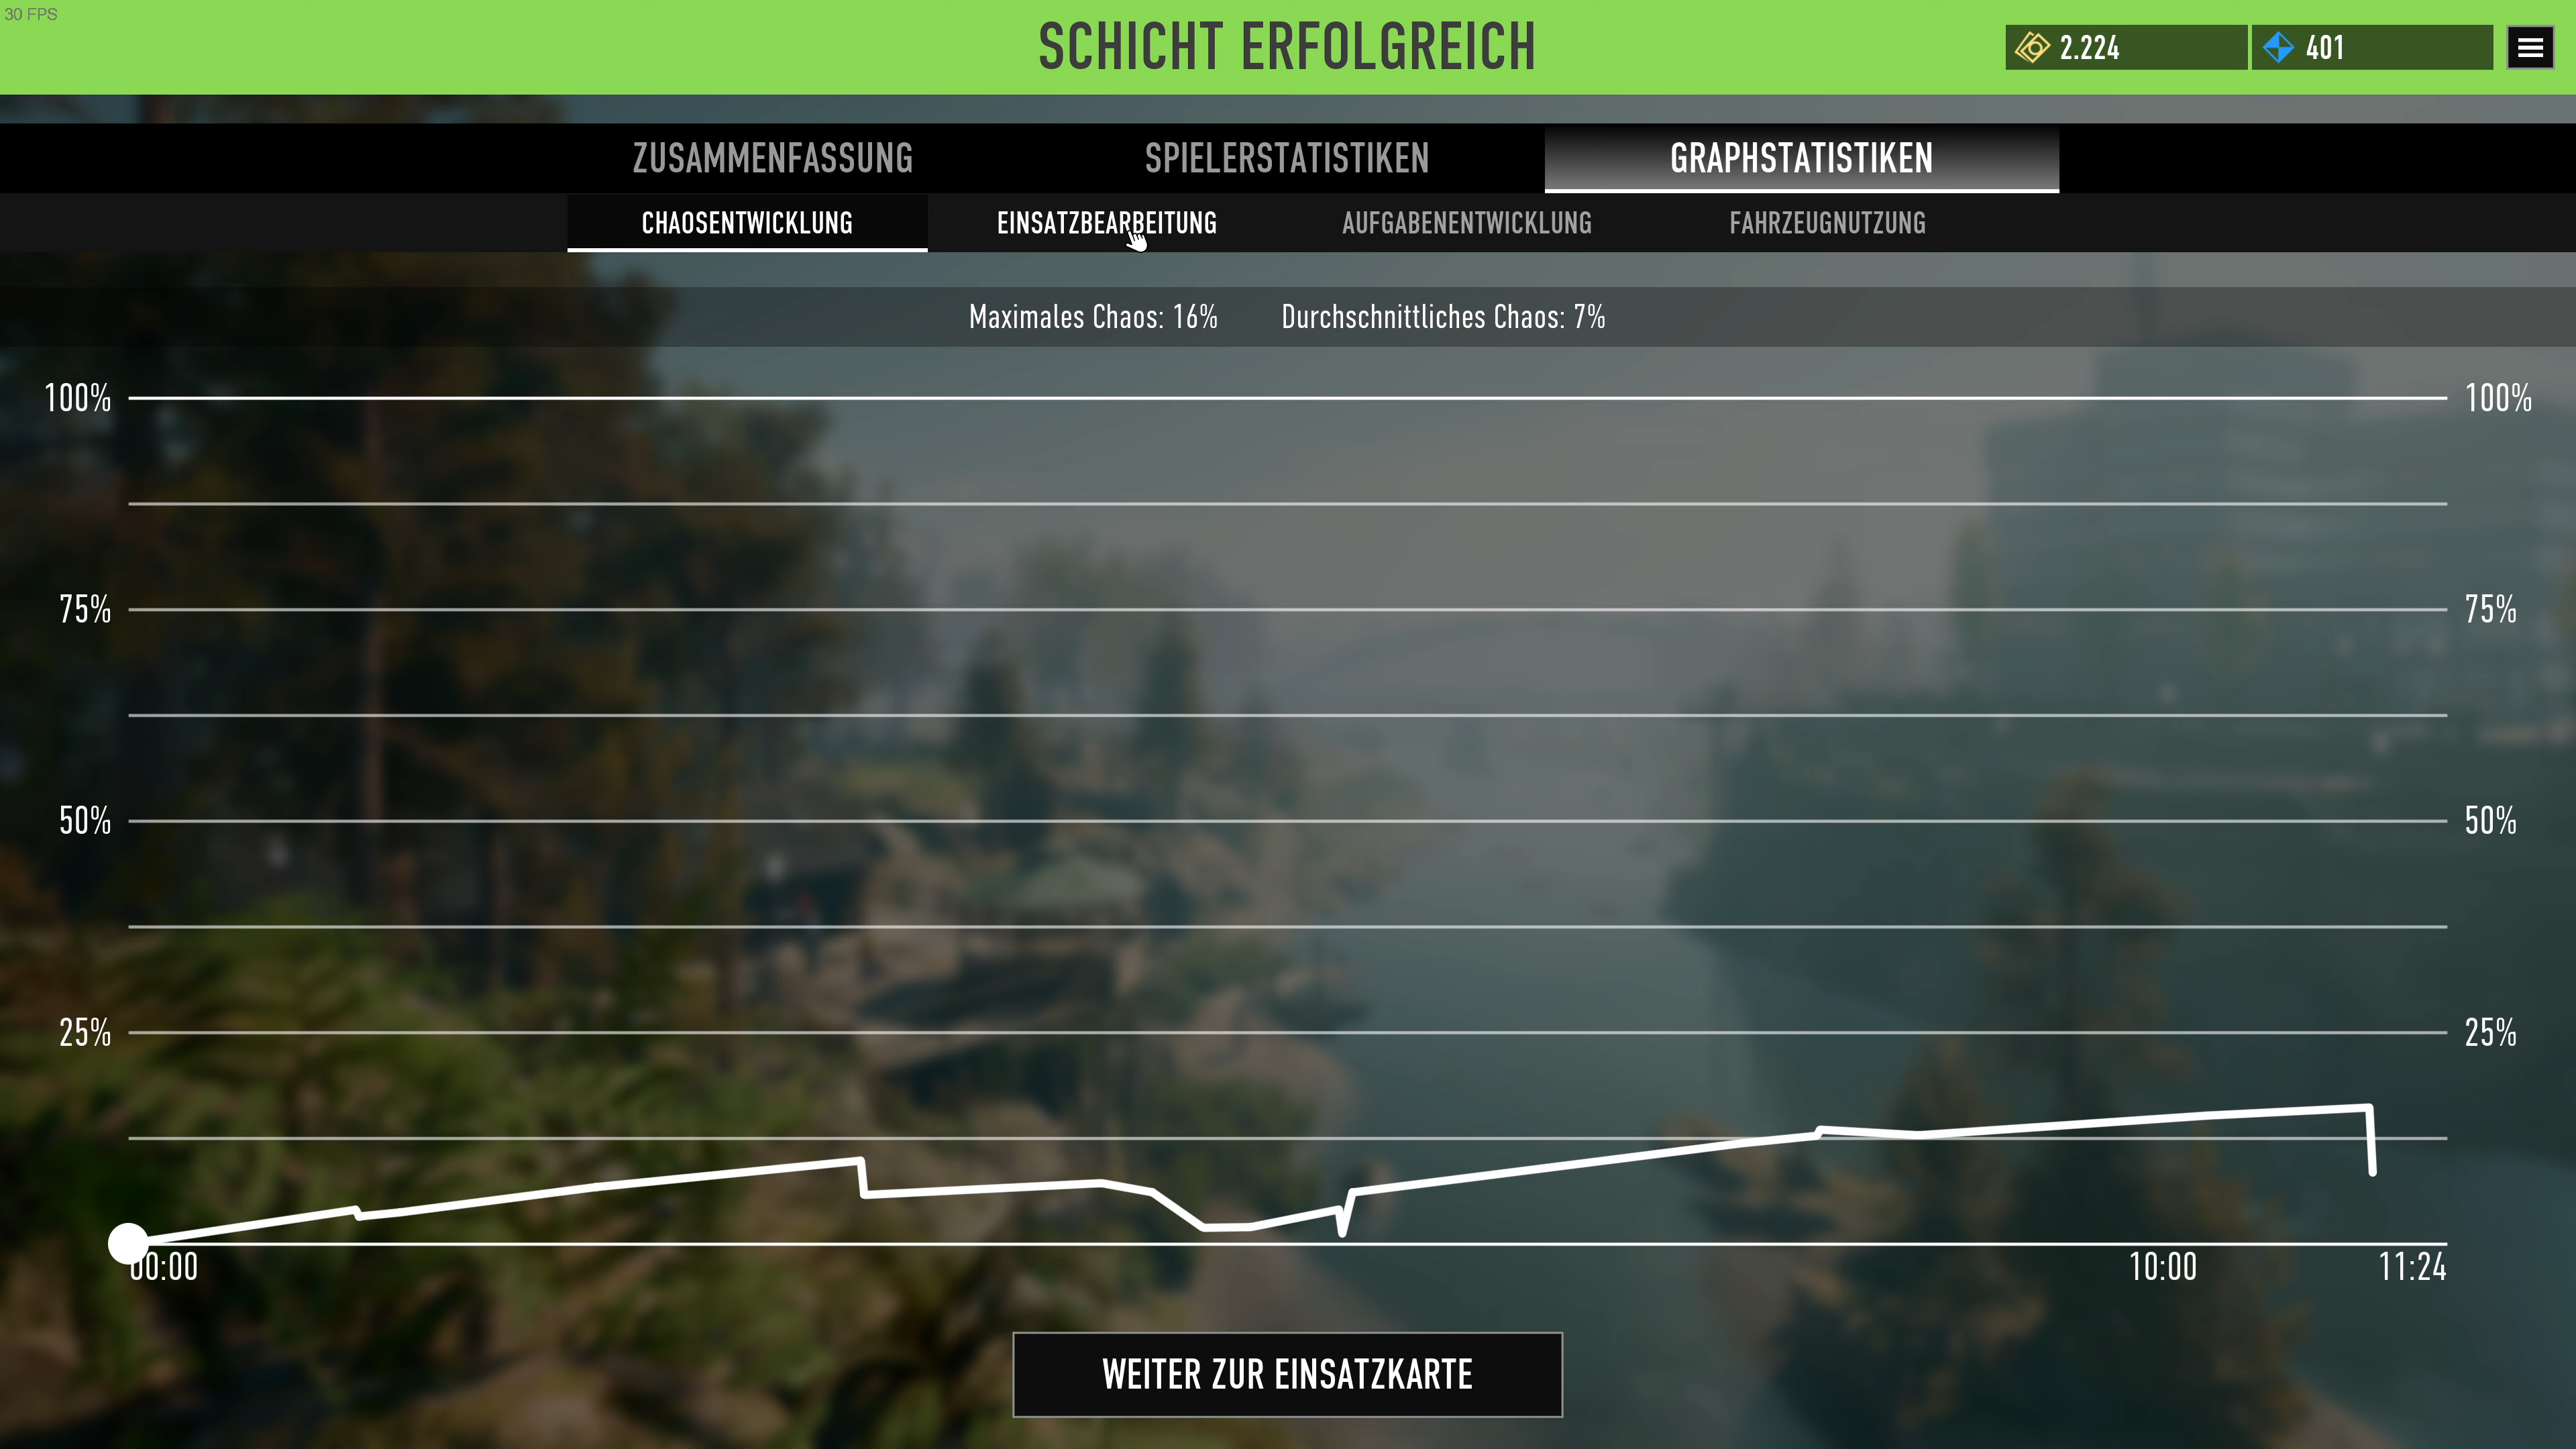 30 FPS
SCHICHT ERFOLGREICH
2.224
401
ZUSAMMENFASSUNG
SPIELERSTATISTIKEN
GRAPHSTATISTIKEN
CHAOSENTWICKLUNG
EINSATZBEARBEITUNG
AUFGABENENTWICKLUNG
FAHRZEUGNUTZUNG
Maximales Chaos: 16%
Durchschnittliches Chaos: 7%
100%
100%
75%
75%
50%
50%
25%
25%
00:00
10:00
11:24
WEITER ZUR EINSATZKARTE